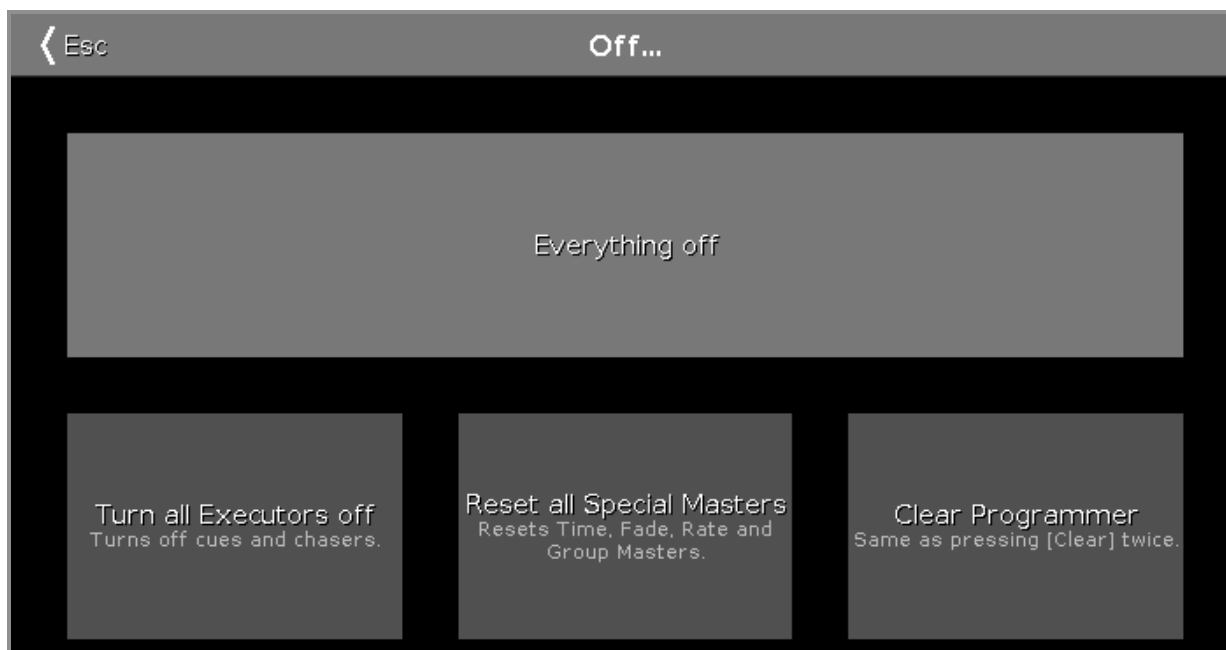 Esc
Off...
Everything off
Turn all Executors off
Turns off cues and chasers.
Reset all Special Masters
Resets Time, Fade, Rate and
Group Masters.
Clear Programmer
Same as pressing [Clear] twice.